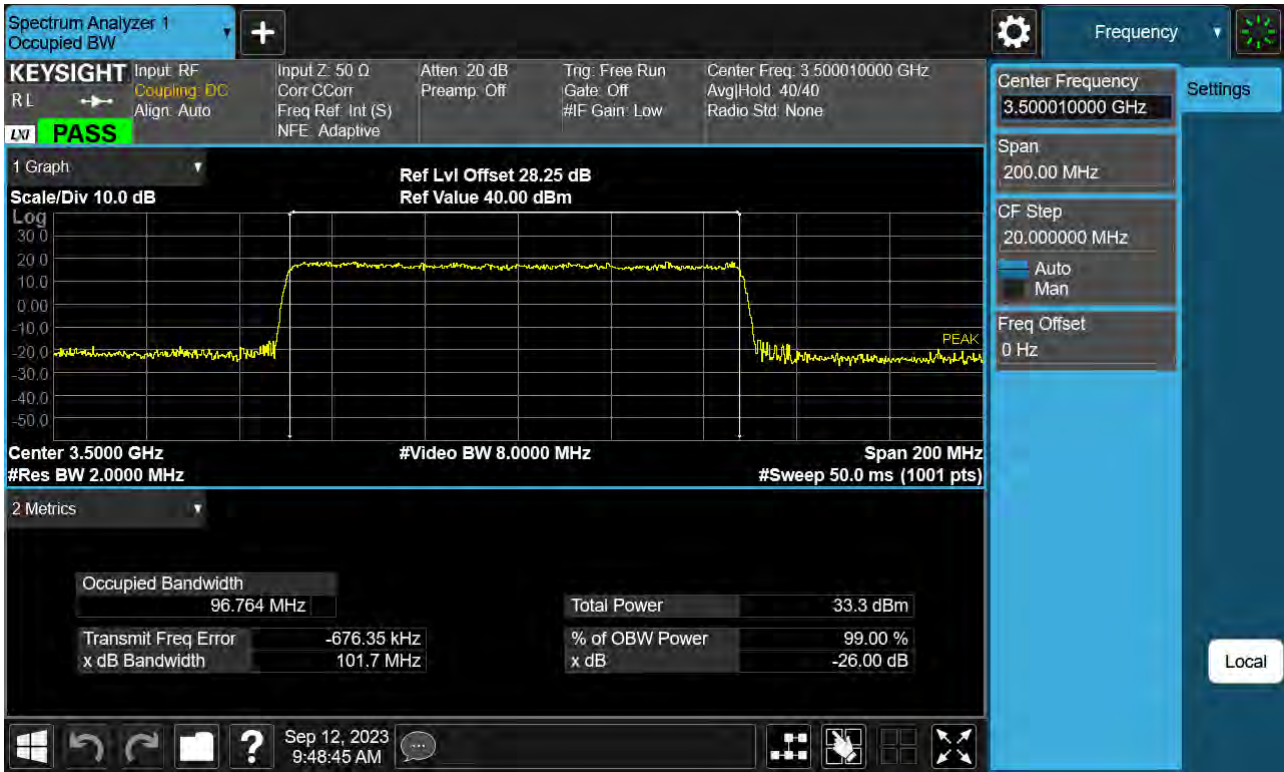 Spectrum Analyzer 1
Occupied BW
+
Frequency
KEYSIGHT
RL
LXI
PASS
Input: RF
Coupling: DC
Align: Auto
Input Z: 50 Ω
Corr CCorr
Freq Ref: Int (S)
NFE: Adaptive
Atten: 20 dB
Preamp: Off
Trig: Free Run
Gate: Off
#IF Gain: Low
Center Freq: 3.500010000 GHz
Avg|Hold: 40/40
Radio Std: None
1 Graph
Scale/Div 10.0 dB
Ref Lvl Offset 28.25 dB
Ref Value 40.00 dBm
Log
30.0
20.0
10.0
0.00
-10.0
-20.0
-30.0
-40.0
-50.0
PEAK
Center 3.5000 GHz
#Video BW 8.0000 MHz
Span 200 MHz
#Res BW 2.0000 MHz
#Sweep 50.0 ms (1001 pts)
2 Metrics
Occupied Bandwidth
96.764 MHz
Transmit Freq Error -676.35 kHz
x dB Bandwidth 101.7 MHz
Total Power 33.3 dBm
% of OBW Power 99.00 %
x dB -26.00 dB
Center Frequency
3.500010000 GHz
Span
200.00 MHz
CF Step
20.000000 MHz
Auto
Man
Freq Offset
0 Hz
Settings
Local
?
Sep 12, 2023
9:48:45 AM